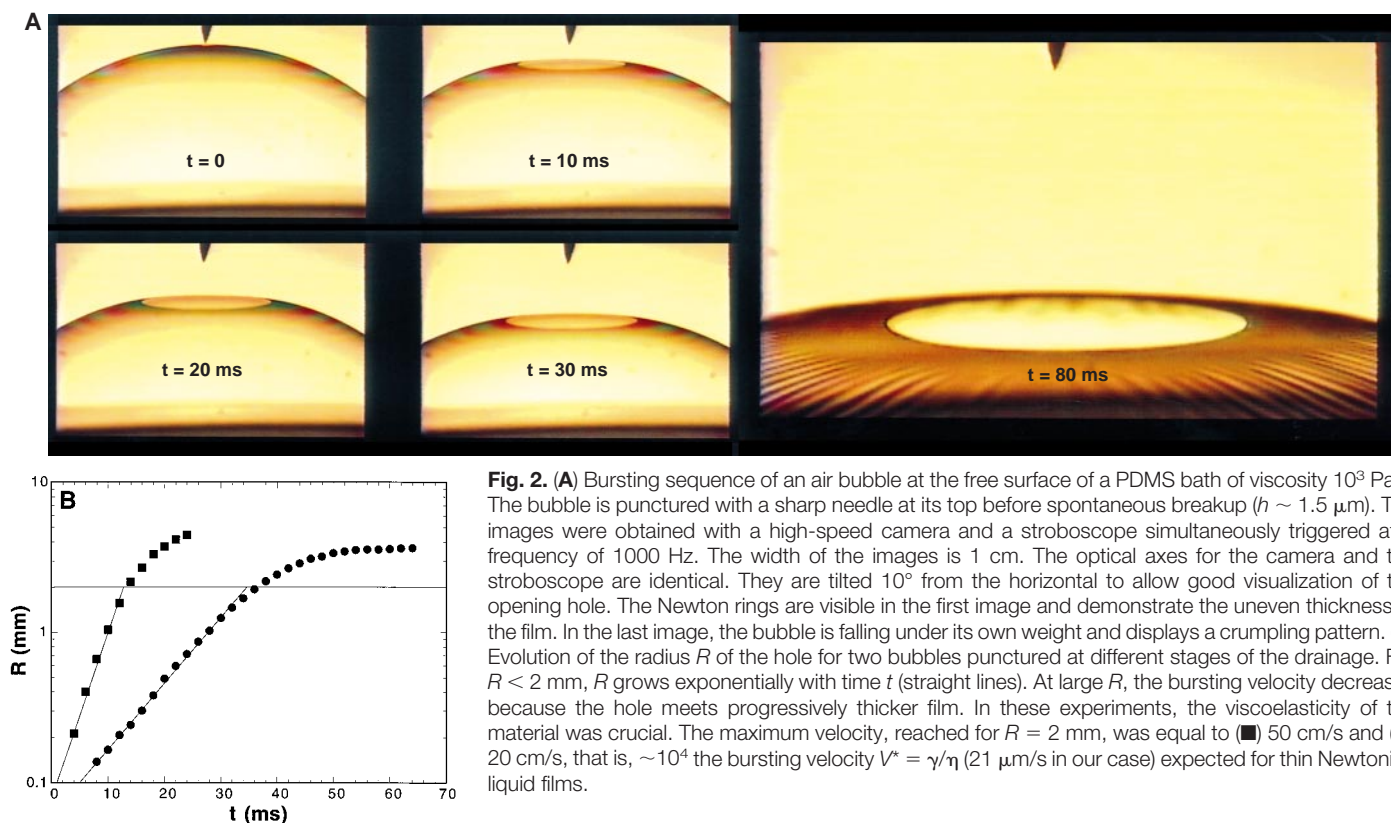 A
t = 0
t = 10 ms
t = 20 ms
t = 30 ms
t = 80 ms
B
10
1
0.1
R (mm)
0 10 20 30 40 50 60 70
t (ms)
Fig. 2. (A) Bursting sequence of an air bubble at the free surface of a PDMS bath of viscosity 10³ Pa
The bubble is punctured with a sharp needle at its top before spontaneous breakup (h ~ 1.5 μm). T
images were obtained with a high-speed camera and a stroboscope simultaneously triggered at
frequency of 1000 Hz. The width of the images is 1 cm. The optical axes for the camera and t
stroboscope are identical. They are tilted 10° from the horizontal to allow good visualization of t
opening hole. The Newton rings are visible in the first image and demonstrate the uneven thickness
the film. In the last image, the bubble is falling under its own weight and displays a crumpling pattern.
Evolution of the radius R of the hole for two bubbles punctured at different stages of the drainage. F
R < 2 mm, R grows exponentially with time t (straight lines). At large R, the bursting velocity decreas
because the hole meets progressively thicker film. In these experiments, the viscoelasticity of t
material was crucial. The maximum velocity, reached for R = 2 mm, was equal to (■) 50 cm/s and (
20 cm/s, that is, ~10⁴ the bursting velocity V* = γ/η (21 μm/s in our case) expected for thin Newtoni
liquid films.